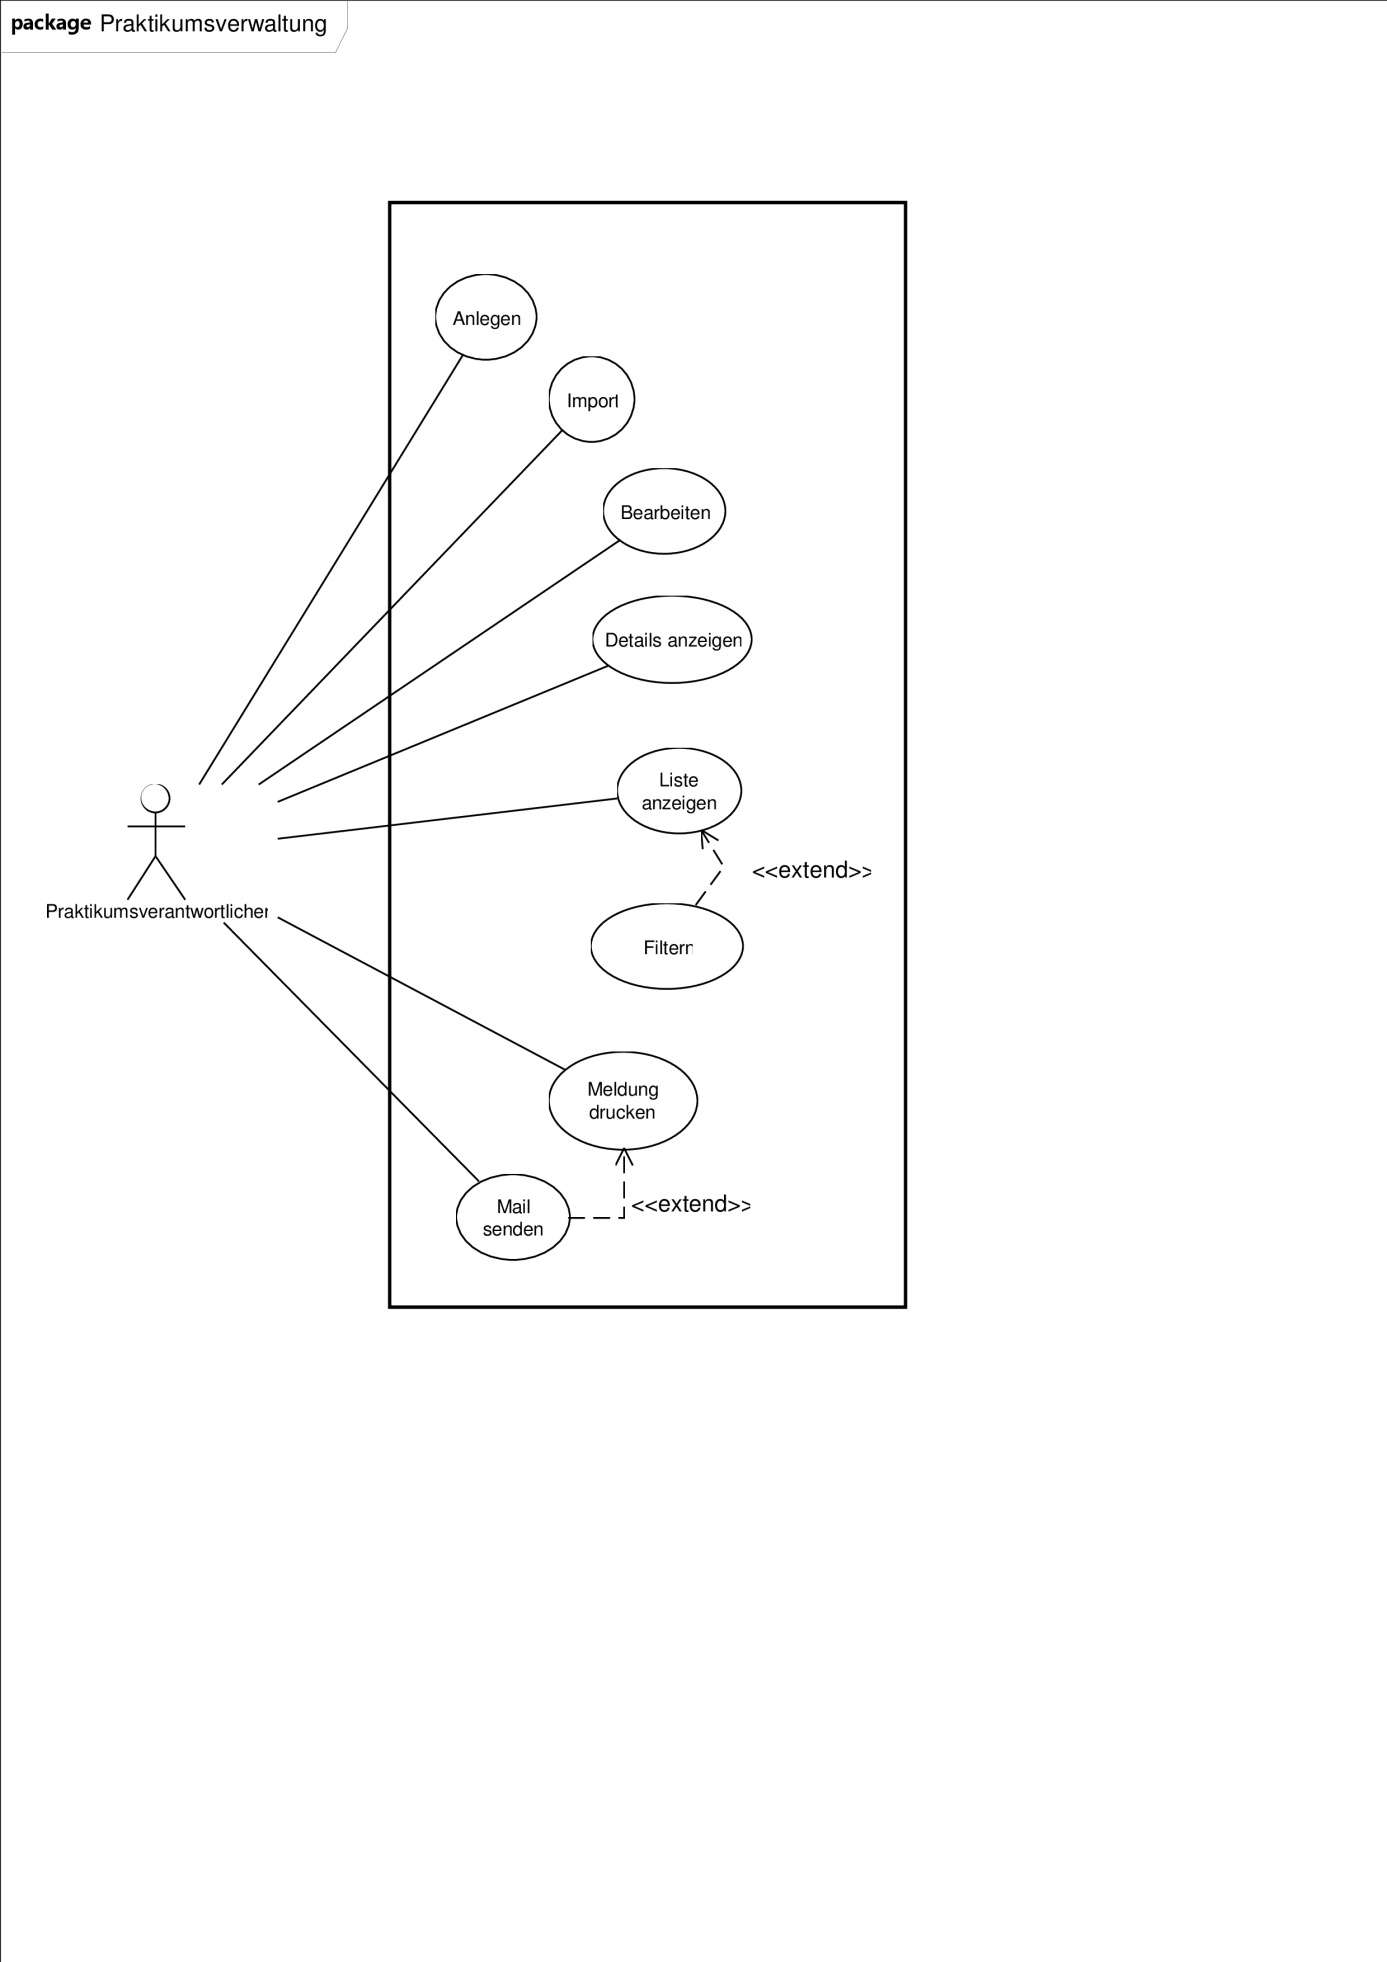 package Praktikumsverwaltung
Anlegen
Import
Bearbeiten
Details anzeigen
Liste
anzeigen
<<extend>>
Praktikumsverantwortlicher
Filtern
Meldung
drucken
Mail
senden
<<extend>>